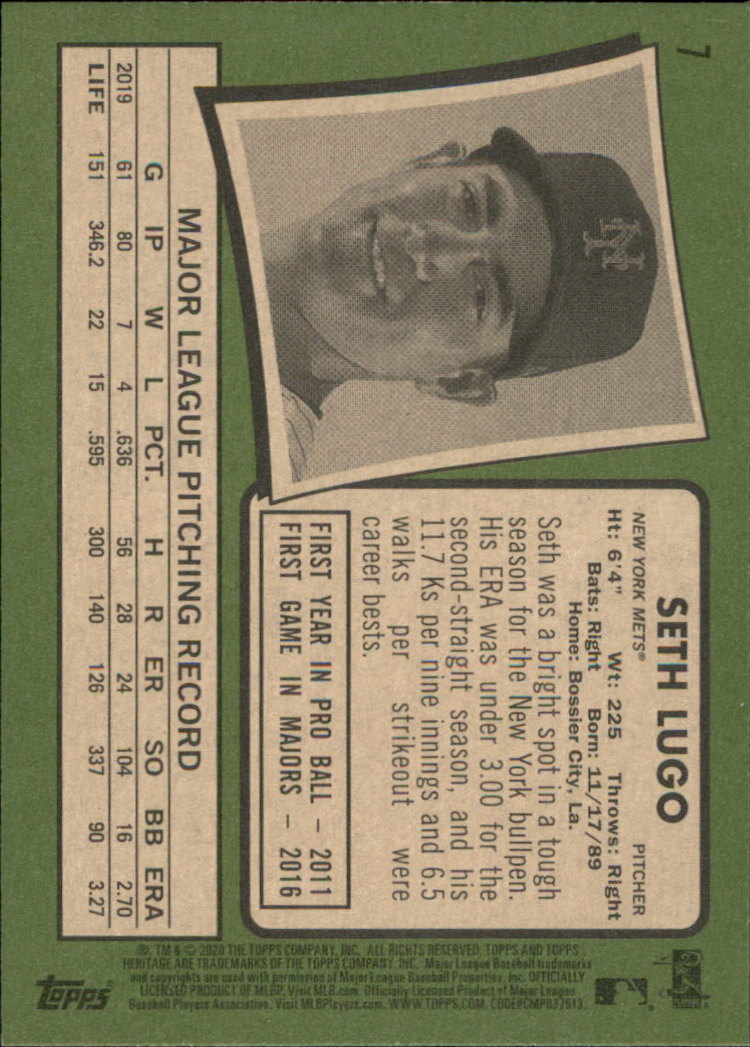 7
SETH LUGO
NEW YORK METS® PITCHER
Ht: 6'4" Wt: 225 Throws: Right
Bats: Right Born: 11/17/89
Home: Bossier City, La.
Seth was a bright spot in a tough
season for the New York bullpen.
His ERA was under 3.00 for the
second-straight season, and his
11.7 Ks per nine innings and 6.5
walks per strikeout were
career bests.
FIRST YEAR IN PRO BALL – 2011
FIRST GAME IN MAJORS – 2016
NY
MAJOR LEAGUE PITCHING RECORD
G IP W L PCT. H R ER SO BB ERA
2019 61 80 7 4 .636 56 28 24 104 16 2.70
LIFE 151 346.2 22 15 .595 300 140 126 337 90 3.27
®, TM & © 2020 THE TOPPS COMPANY, INC. ALL RIGHTS RESERVED. TOPPS AND TOPPS
HERITAGE ARE TRADEMARKS OF THE TOPPS COMPANY, INC. Major League Baseball trademarks
and copyrights are used with permission of Major League Baseball Properties, Inc. OFFICIALLY
LICENSED PRODUCT OF MLBP. Visit MLB.com. Officially Licensed Product of Major League
Baseball Players Association. Visit MLBPlayers.com. WWW.TOPPS.COM. CODE#CMP037613.
TOPPS